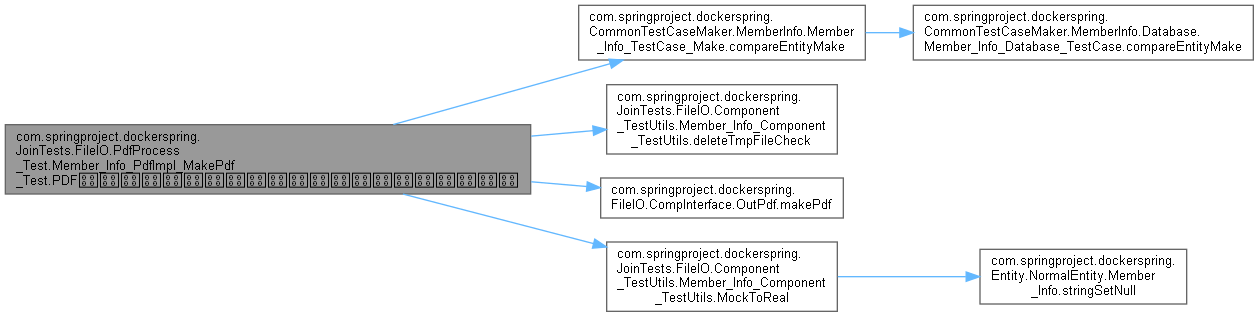 com.springproject.dockerspring.
JoinTests.FileIO.PdfProcess
_Test.Member_Info_PdfImpl_MakePdf
_Test.PDF
com.springproject.dockerspring.
CommonTestCaseMaker.MemberInfo.Member
_Info_TestCase_Make.compareEntityMake
com.springproject.dockerspring.
CommonTestCaseMaker.MemberInfo.Database.
Member_Info_Database_TestCase.compareEntityMake
com.springproject.dockerspring.
JoinTests.FileIO.Component
_TestUtils.Member_Info_Component
_TestUtils.deleteTmpFileCheck
com.springproject.dockerspring.
FileIO.CompInterface.OutPdf.makePdf
com.springproject.dockerspring.
JoinTests.FileIO.Component
_TestUtils.Member_Info_Component
_TestUtils.MockToReal
com.springproject.dockerspring.
Entity.NormalEntity.Member
_Info.stringSetNull